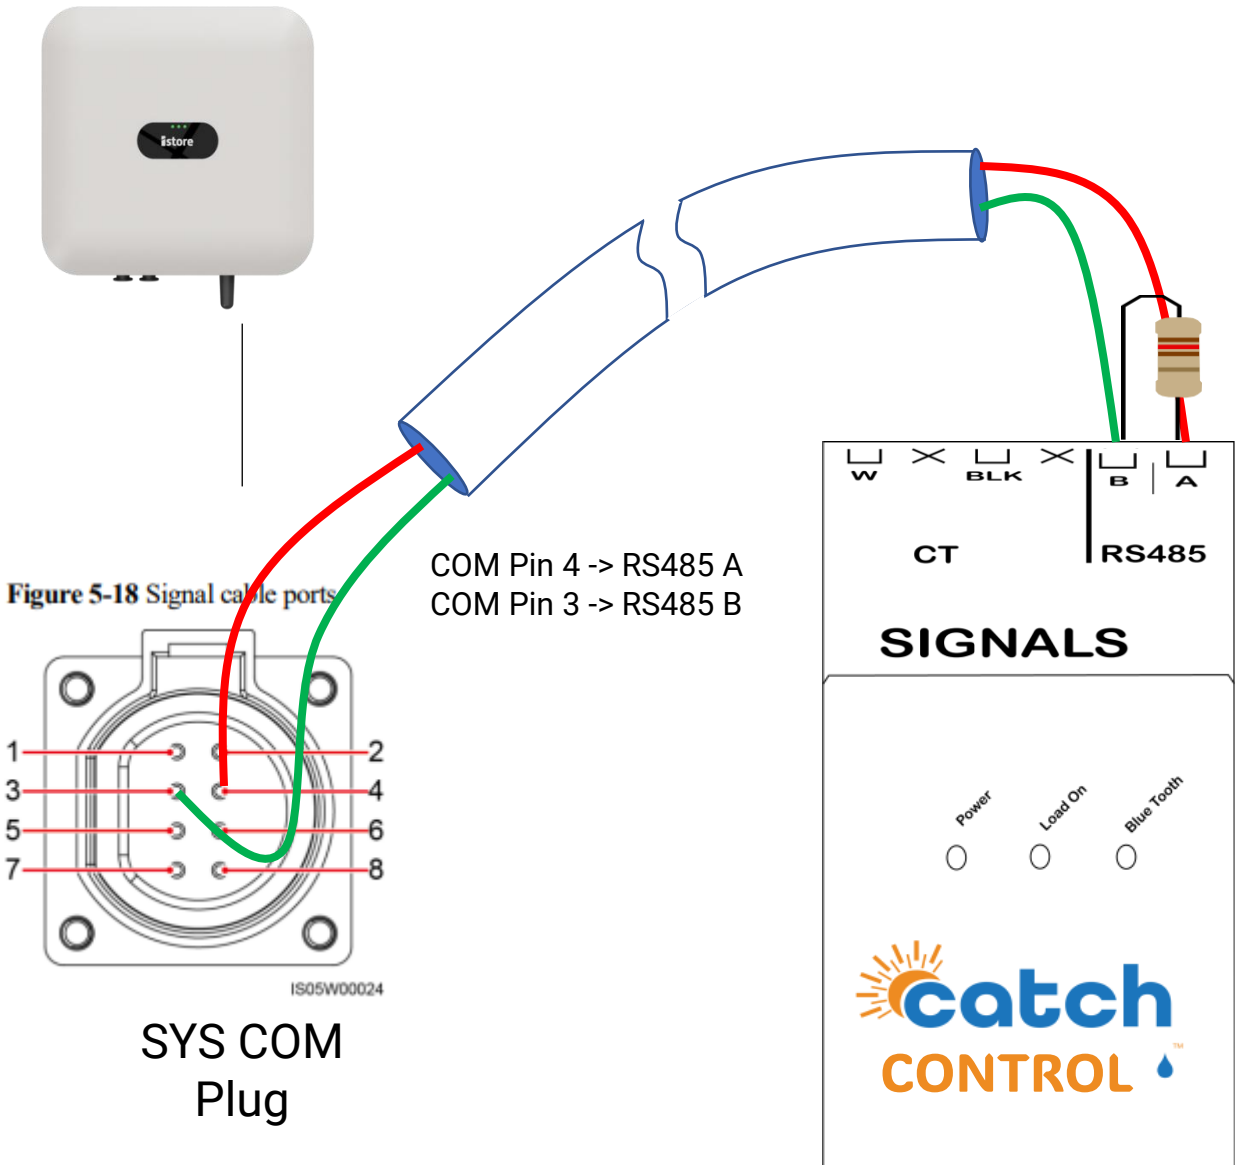 istore
W
BLK
B
A
CT
RS485
COM Pin 4 -> RS485 A
COM Pin 3 -> RS485 B
Figure 5-18 Signal cable ports
SIGNALS
1
2
3
4
5
6
7
8
IS05W00024
SYS COM
Plug
Power
Load On
Blue Tooth
catch
CONTROL
TM